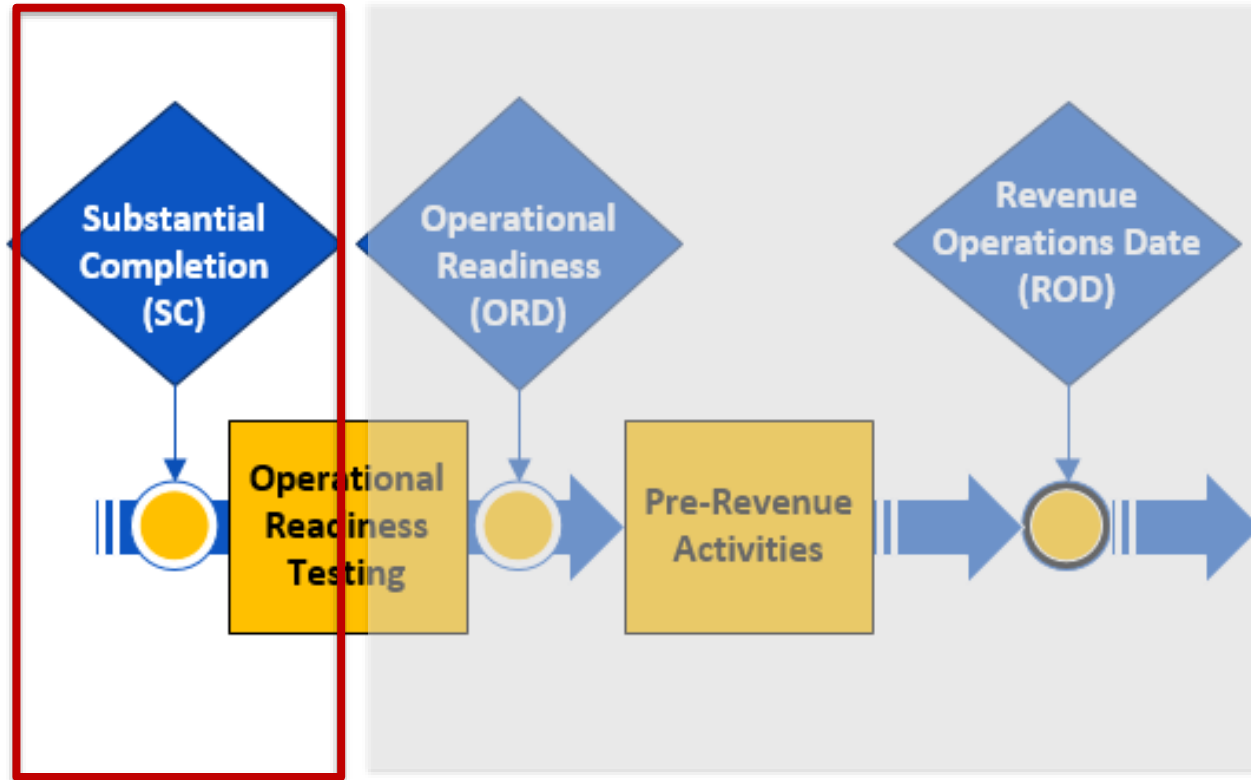 Substantial
Completion
(SC)
Operational
Readiness
(ORD)
Revenue
Operations Date
(ROD)
Operational
Readiness
Testing
Pre-Revenue
Activities